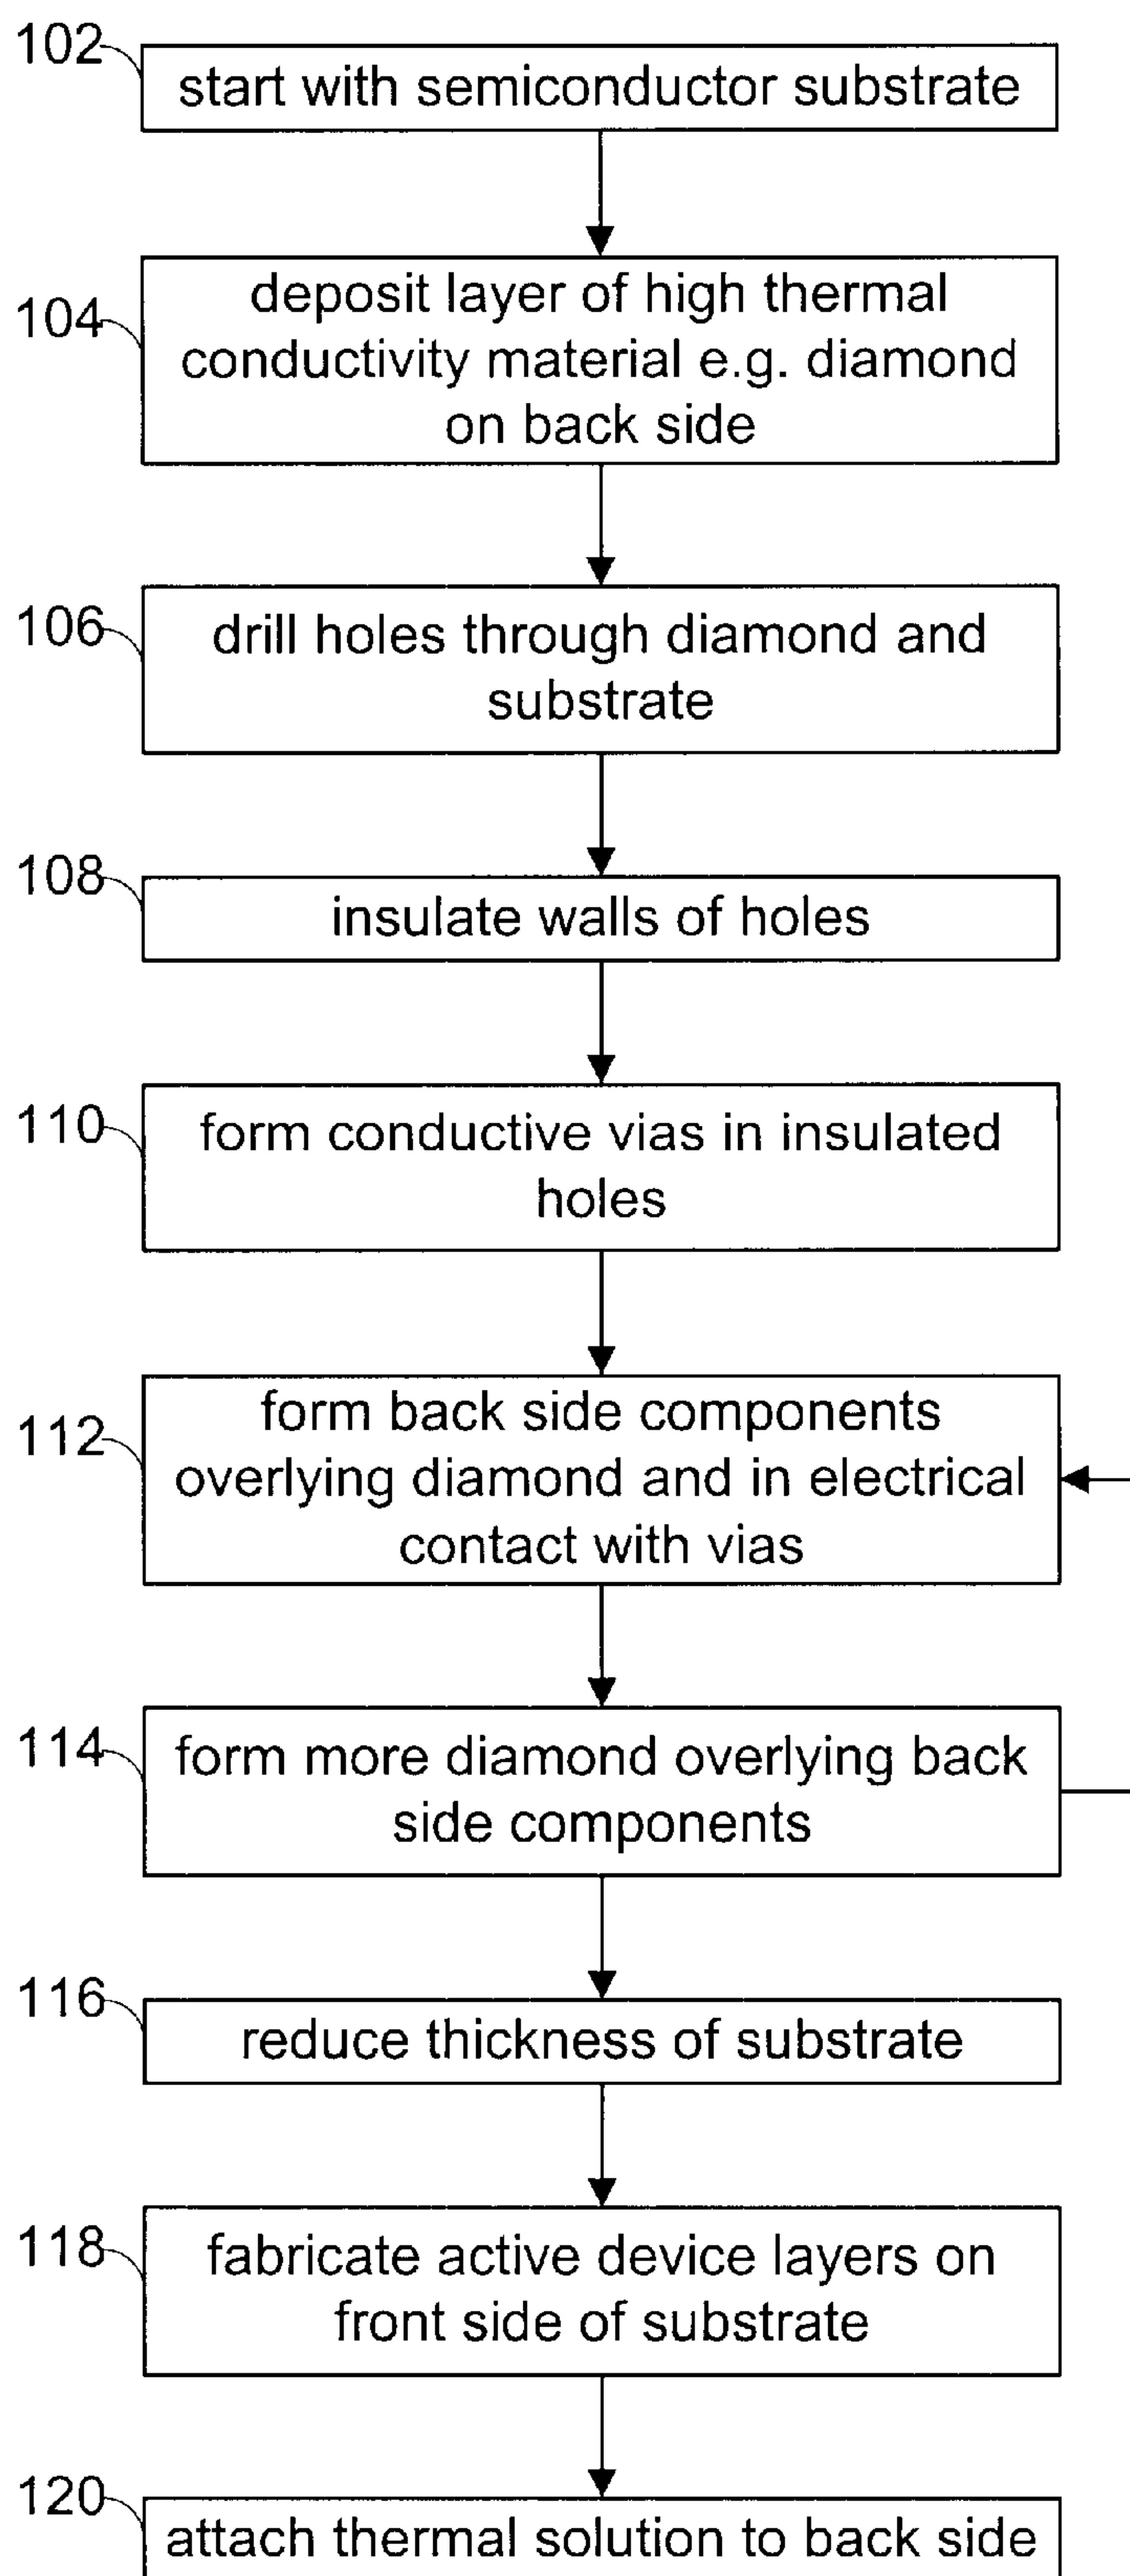 102
start with semiconductor substrate
104
deposit layer of high thermal
conductivity material e.g. diamond
on back side
106
drill holes through diamond and
substrate
108
insulate walls of holes
110
form conductive vias in insulated
holes
112
form back side components
overlying diamond and in electrical
contact with vias
114
form more diamond overlying back
side components
116
reduce thickness of substrate
118
fabricate active device layers on
front side of substrate
120
attach thermal solution to back side